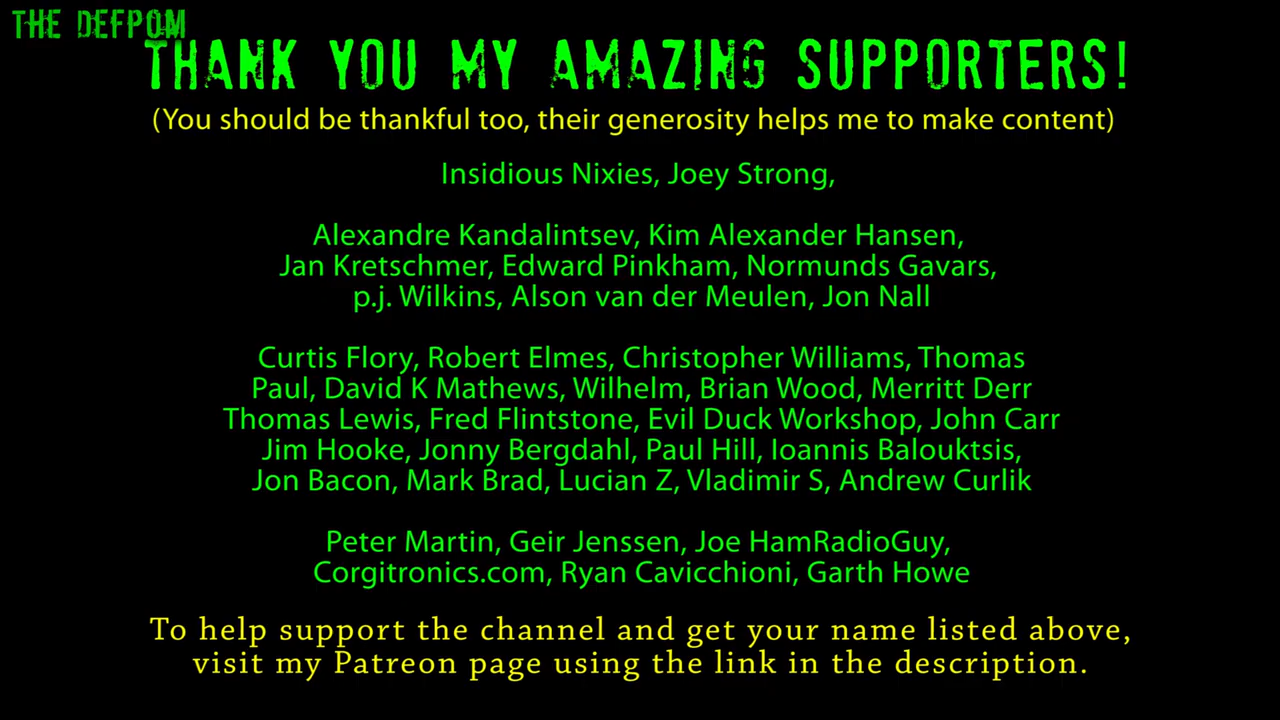 THE DEFPOM
THANK YOU MY AMAZING SUPPORTERS!
(You should be thankful too, their generosity helps me to make content)
Insidious Nixies, Joey Strong,
Alexandre Kandalintsev, Kim Alexander Hansen,
Jan Kretschmer, Edward Pinkham, Normunds Gavars,
p.j. Wilkins, Alson van der Meulen, Jon Nall
Curtis Flory, Robert Elmes, Christopher Williams, Thomas
Paul, David K Mathews, Wilhelm, Brian Wood, Merritt Derr
Thomas Lewis, Fred Flintstone, Evil Duck Workshop, John Carr
Jim Hooke, Jonny Bergdahl, Paul Hill, Ioannis Balouktsis,
Jon Bacon, Mark Brad, Lucian Z, Vladimir S, Andrew Curlik
Peter Martin, Geir Jenssen, Joe HamRadioGuy,
Corgitronics.com, Ryan Cavicchioni, Garth Howe
To help support the channel and get your name listed above,
visit my Patreon page using the link in the description.